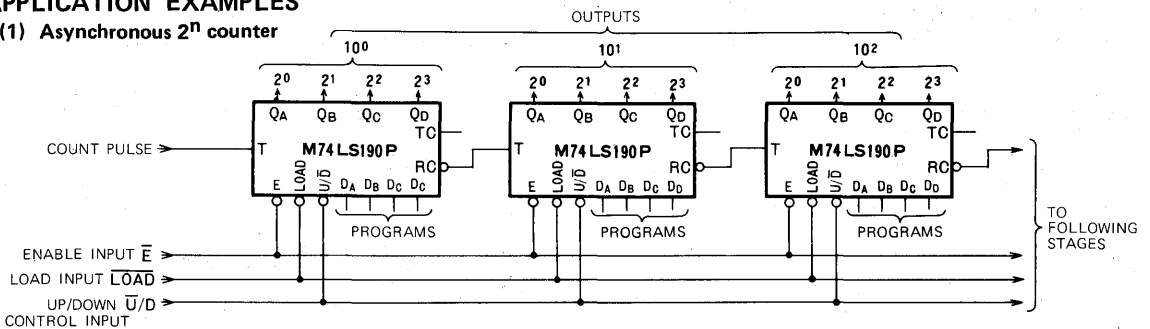 APPLICATION EXAMPLES
(1) Asynchronous 2ⁿ counter
OUTPUTS
10⁰ 10¹ 10²
2⁰ 2¹ 2² 2³ 2⁰ 2¹ 2² 2³ 2⁰ 2¹ 2² 2³
QA QB QC QD QA QB QC QD QA QB QC QD
TC TC TC
COUNT PULSE T M74LS190P T M74LS190P T M74LS190P
RC RC RC
E LOAD U/D̅ DA DB DC DC E LOAD U/D̅ DA DB DC DD E LOAD U/D̅ DA DB DC DD
PROGRAMS PROGRAMS PROGRAMS
TO
FOLLOWING
STAGES
ENABLE INPUT E̅
LOAD INPUT L̅O̅A̅D̅
UP/DOWN U̅/D
CONTROL INPUT